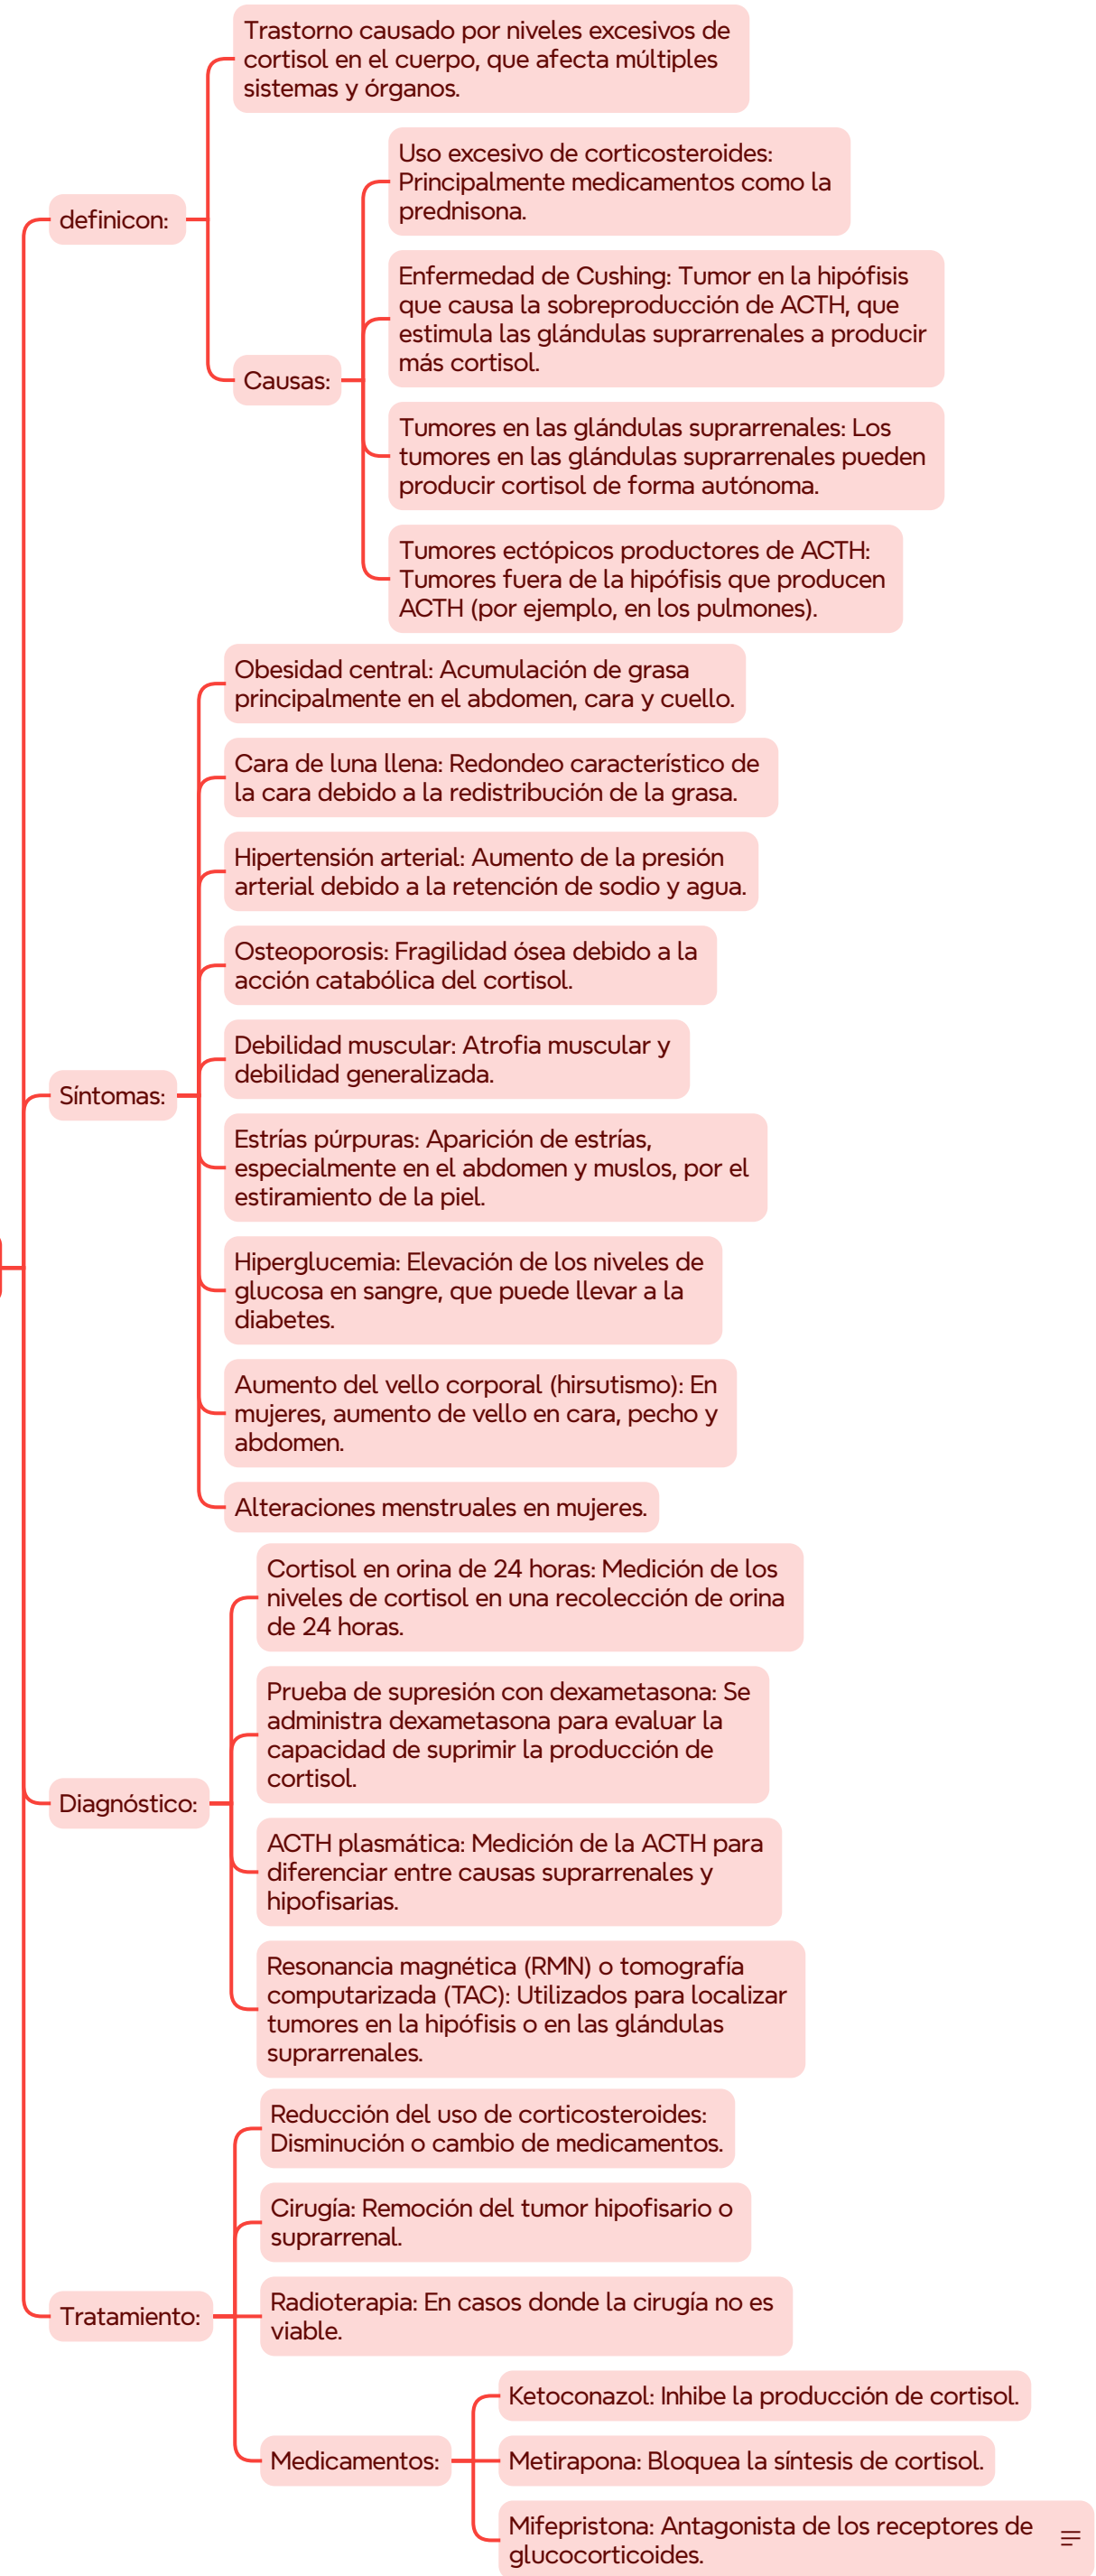 Trastorno causado por niveles excesivos de
cortisol en el cuerpo, que afecta múltiples
sistemas y órganos.
definicon:
Causas:
Uso excesivo de corticosteroides:
Principalmente medicamentos como la
prednisona.
Enfermedad de Cushing: Tumor en la hipófisis
que causa la sobreproducción de ACTH, que
estimula las glándulas suprarrenales a producir
más cortisol.
Tumores en las glándulas suprarrenales: Los
tumores en las glándulas suprarrenales pueden
producir cortisol de forma autónoma.
Tumores ectópicos productores de ACTH:
Tumores fuera de la hipófisis que producen
ACTH (por ejemplo, en los pulmones).
Síntomas:
Obesidad central: Acumulación de grasa
principalmente en el abdomen, cara y cuello.
Cara de luna llena: Redondeo característico de
la cara debido a la redistribución de la grasa.
Hipertensión arterial: Aumento de la presión
arterial debido a la retención de sodio y agua.
Osteoporosis: Fragilidad ósea debido a la
acción catabólica del cortisol.
Debilidad muscular: Atrofia muscular y
debilidad generalizada.
Estrías púrpuras: Aparición de estrías,
especialmente en el abdomen y muslos, por el
estiramiento de la piel.
Hiperglucemia: Elevación de los niveles de
glucosa en sangre, que puede llevar a la
diabetes.
Aumento del vello corporal (hirsutismo): En
mujeres, aumento de vello en cara, pecho y
abdomen.
Alteraciones menstruales en mujeres.
Diagnóstico:
Cortisol en orina de 24 horas: Medición de los
niveles de cortisol en una recolección de orina
de 24 horas.
Prueba de supresión con dexametasona: Se
administra dexametasona para evaluar la
capacidad de suprimir la producción de
cortisol.
ACTH plasmática: Medición de la ACTH para
diferenciar entre causas suprarrenales y
hipofisarias.
Resonancia magnética (RMN) o tomografía
computarizada (TAC): Utilizados para localizar
tumores en la hipófisis o en las glándulas
suprarrenales.
Tratamiento:
Reducción del uso de corticosteroides:
Disminución o cambio de medicamentos.
Cirugía: Remoción del tumor hipofisario o
suprarrenal.
Radioterapia: En casos donde la cirugía no es
viable.
Medicamentos:
Ketoconazol: Inhibe la producción de cortisol.
Metirapona: Bloquea la síntesis de cortisol.
Mifepristona: Antagonista de los receptores de
glucocorticoides.